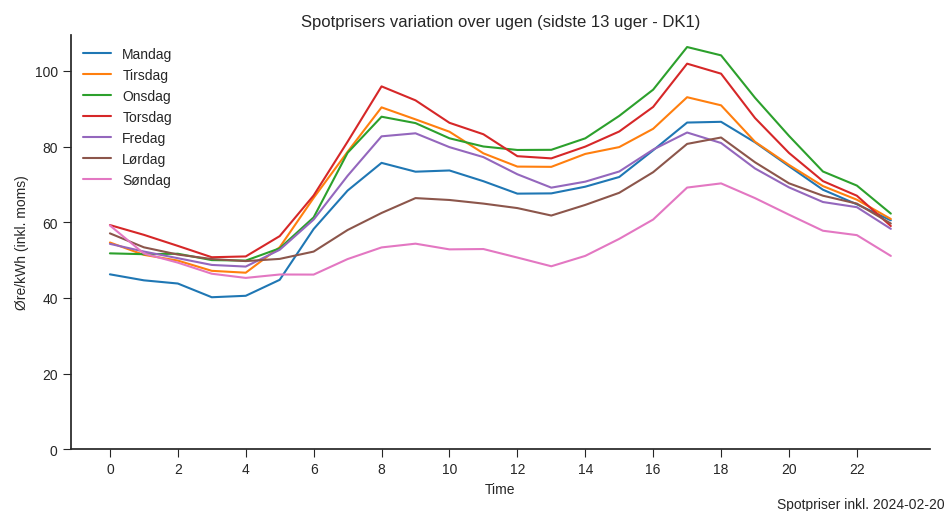 Spotprisers variation over ugen (sidste 13 uger - DK1)
Mandag
Tirsdag
Onsdag
Torsdag
Fredag
Lørdag
Søndag
Øre/kWh (inkl. moms)
100
80
60
40
20
0
0 2 4 6 8 10 12 14 16 18 20 22
Time
Spotpriser inkl. 2024-02-20